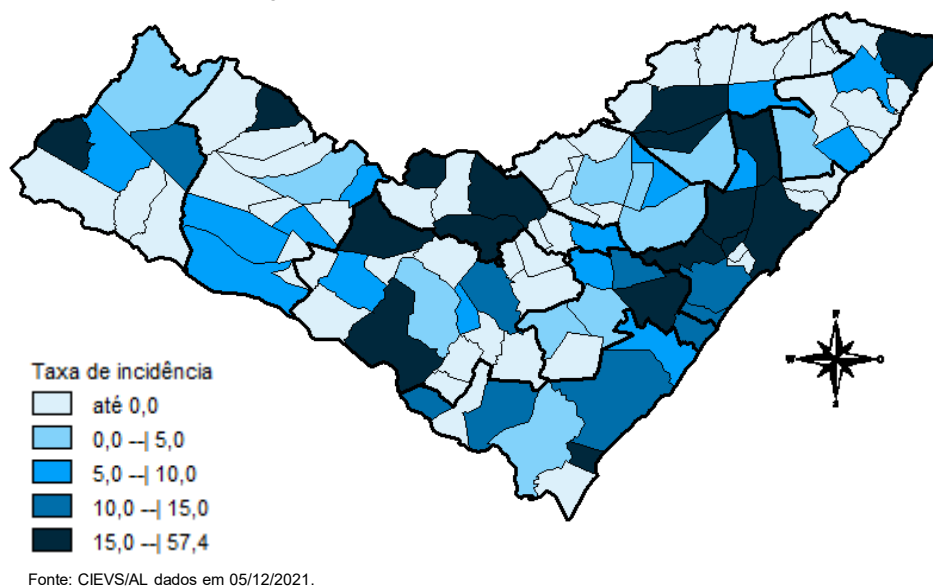 N
W
O
S
Taxa de incidência
até 0,0
0,0 --| 5,0
5,0 --| 10,0
10,0 --| 15,0
15,0 --| 57,4
Fonte: CIEVS/AL dados em 05/12/2021.